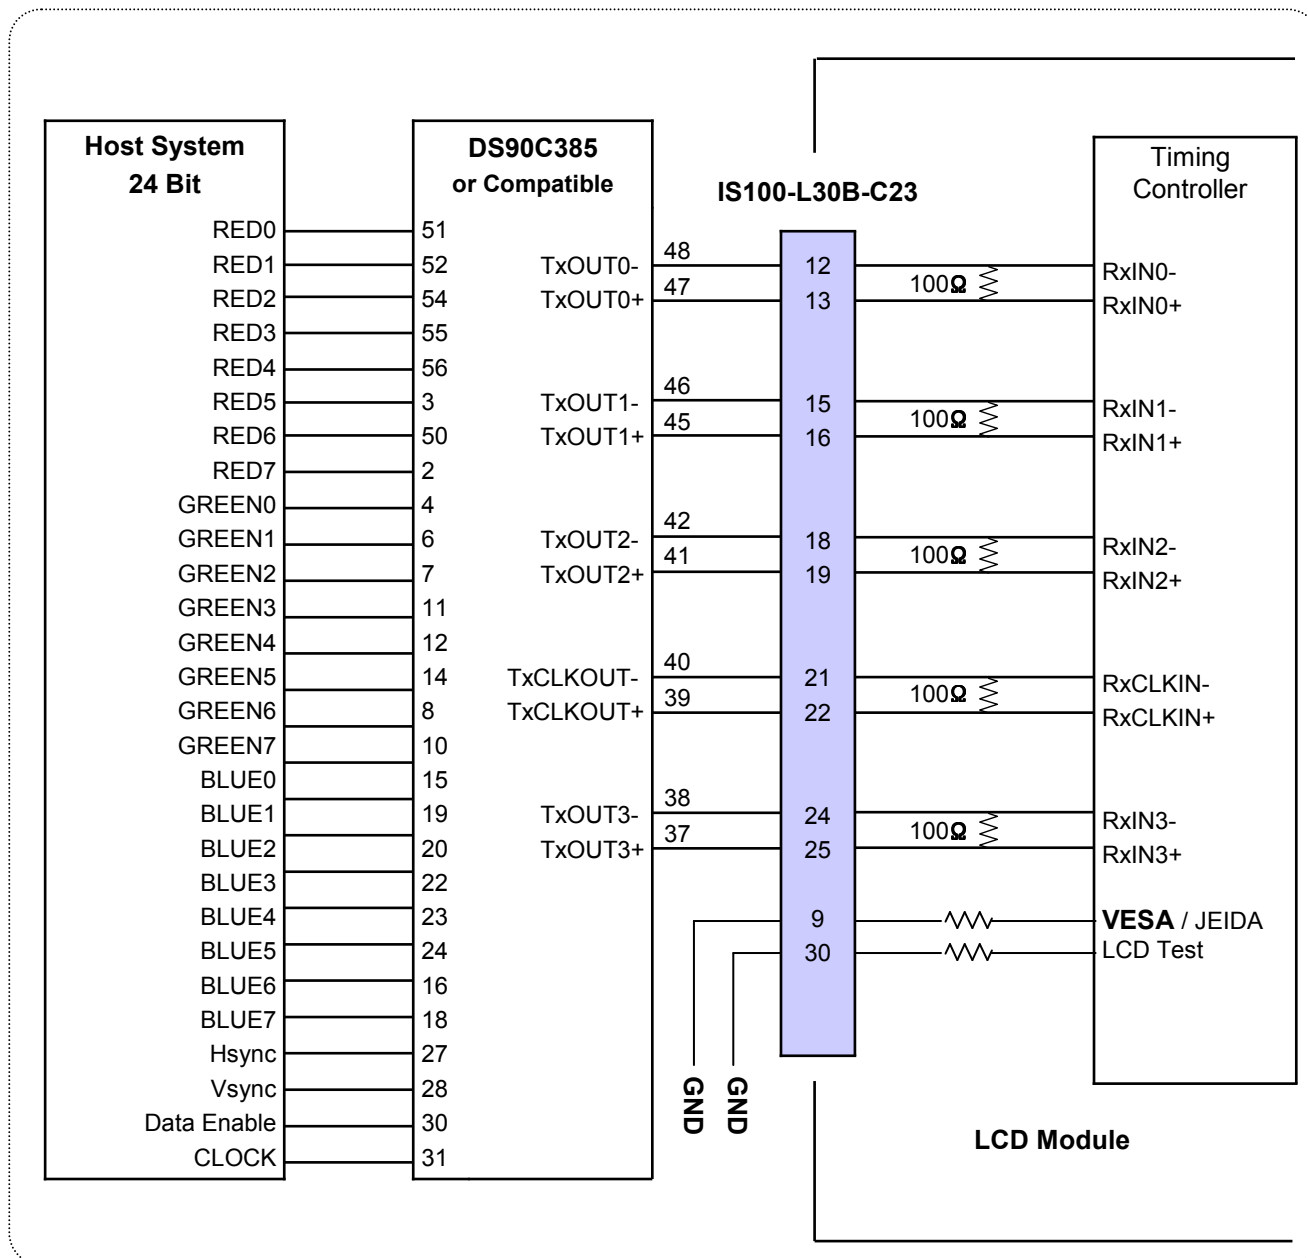 Host System
24 Bit
RED0
RED1
RED2
RED3
RED4
RED5
RED6
RED7
GREEN0
GREEN1
GREEN2
GREEN3
GREEN4
GREEN5
GREEN6
GREEN7
BLUE0
BLUE1
BLUE2
BLUE3
BLUE4
BLUE5
BLUE6
BLUE7
Hsync
Vsync
Data Enable
CLOCK
DS90C385
or Compatible
51
52
54
55
56
3
50
2
4
6
7
11
12
14
8
10
15
19
20
22
23
24
16
18
27
28
30
31
TxOUT0-
TxOUT0+
TxOUT1-
TxOUT1+
TxOUT2-
TxOUT2+
TxCLKOUT-
TxCLKOUT+
TxOUT3-
TxOUT3+
48
47
46
45
42
41
40
39
38
37
IS100-L30B-C23
12
13
15
16
18
19
21
22
24
25
9
30
GND
GND
100Ω
100Ω
100Ω
100Ω
100Ω
Timing
Controller
RxIN0-
RxIN0+
RxIN1-
RxIN1+
RxIN2-
RxIN2+
RxCLKIN-
RxCLKIN+
RxIN3-
RxIN3+
VESA / JEIDA
LCD Test
LCD Module